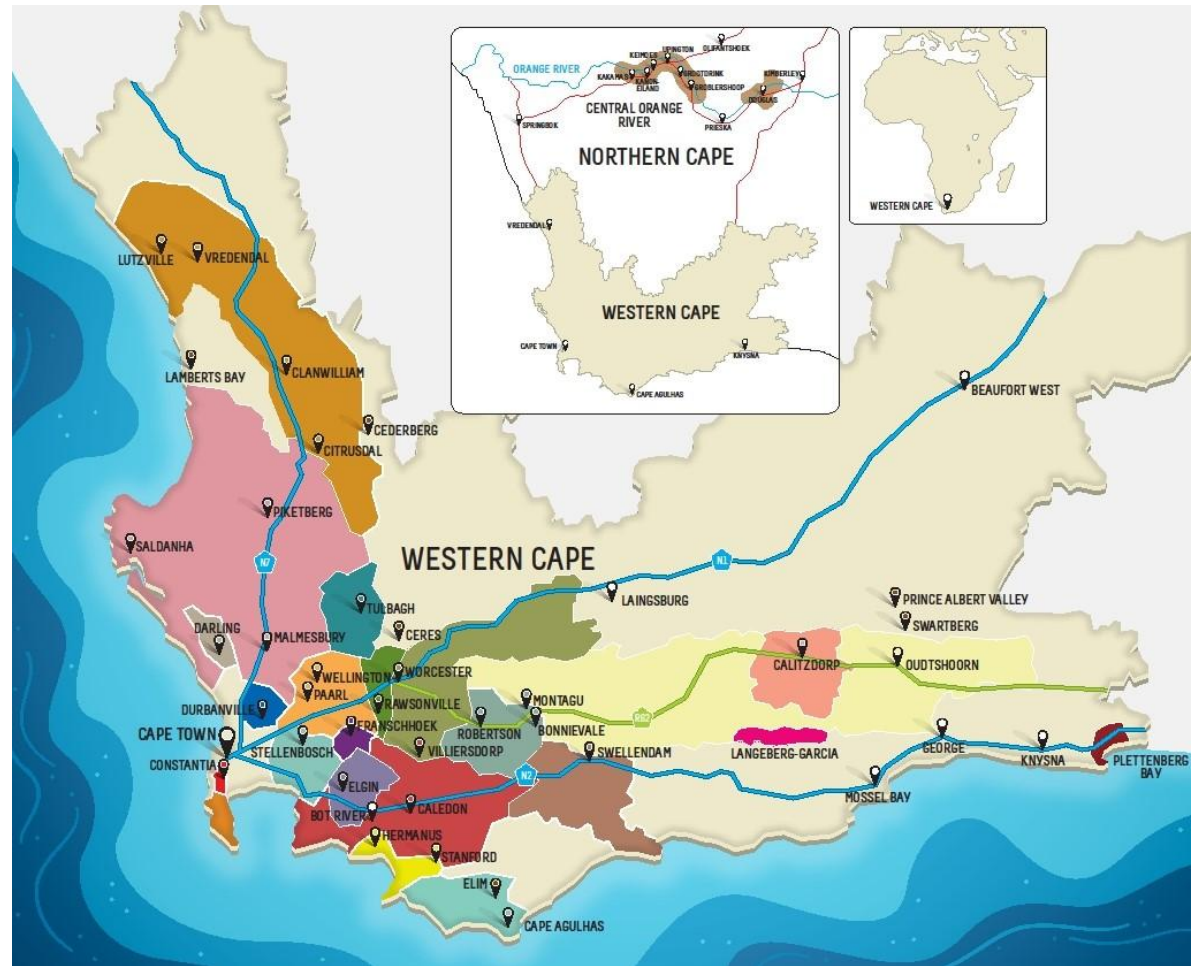 UPINGTON
OLIFANTSHOEK
KEIMOES
ORANGE RIVER
KIMBERLEY
KAKAMAS
GROOTDRINK
KANON-
EILAND
GROBLERSHOOP
DOUGLAS
CENTRAL ORANGE
RIVER
SPRINGBOK
PRIESKA
NORTHERN CAPE
VREDENDAL
WESTERN CAPE
CAPE TOWN
KNYSNA
CAPE AGULHAS
WESTERN CAPE
LUTZVILLE
VREDENDAL
LAMBERTS BAY
CLANWILLIAM
BEAUFORT WEST
CEDERBERG
CITRUSDAL
PIKETBERG
SALDANHA
WESTERN CAPE
N7
N1
LAINGSBURG
PRINCE ALBERT VALLEY
TULBAGH
SWARTBERG
DARLING
MALMESBURY
CERES
CALITZDORP
OUDTSHOORN
WELLINGTON
WORCESTER
PAARL
RAWSONVILLE
MONTAGU
DURBANVILLE
R62
FRANSCHHOEK
ROBERTSON
BONNIEVALE
CAPE TOWN
STELLENBOSCH
VILLIERSDORP
SWELLENDAM
LANGEBERG-GARCIA
GEORGE
KNYSNA
PLETTENBERG
BAY
CONSTANTIA
N2
ELGIN
MOSSEL BAY
BOT RIVER
CALEDON
HERMANUS
STANFORD
ELIM
CAPE AGULHAS